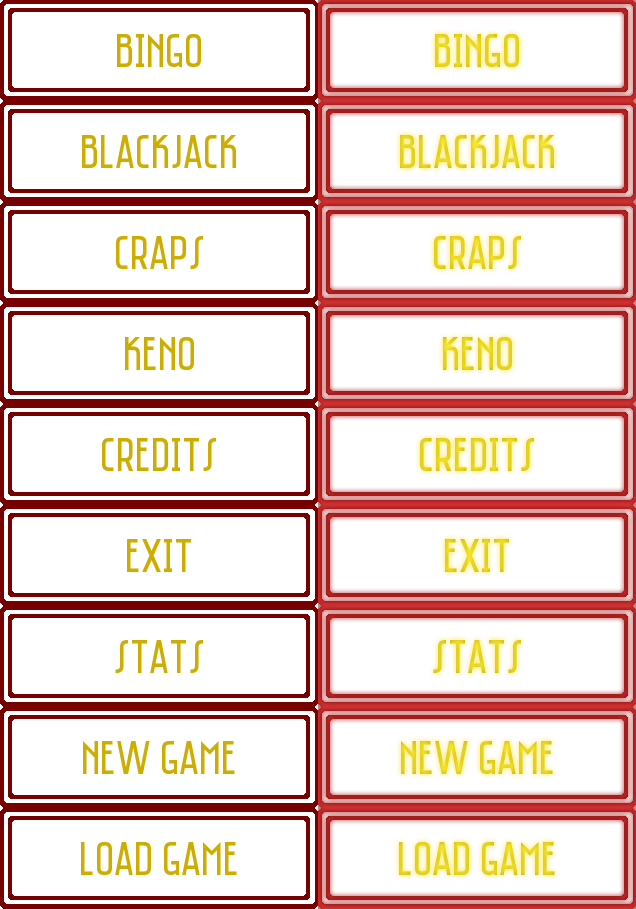 BINGO BINGO
BLACKJACK BLACKJACK
CRAPS CRAPS
KENO KENO
CREDITS CREDITS
EXIT EXIT
STATS STATS
NEW GAME NEW GAME
LOAD GAME LOAD GAME